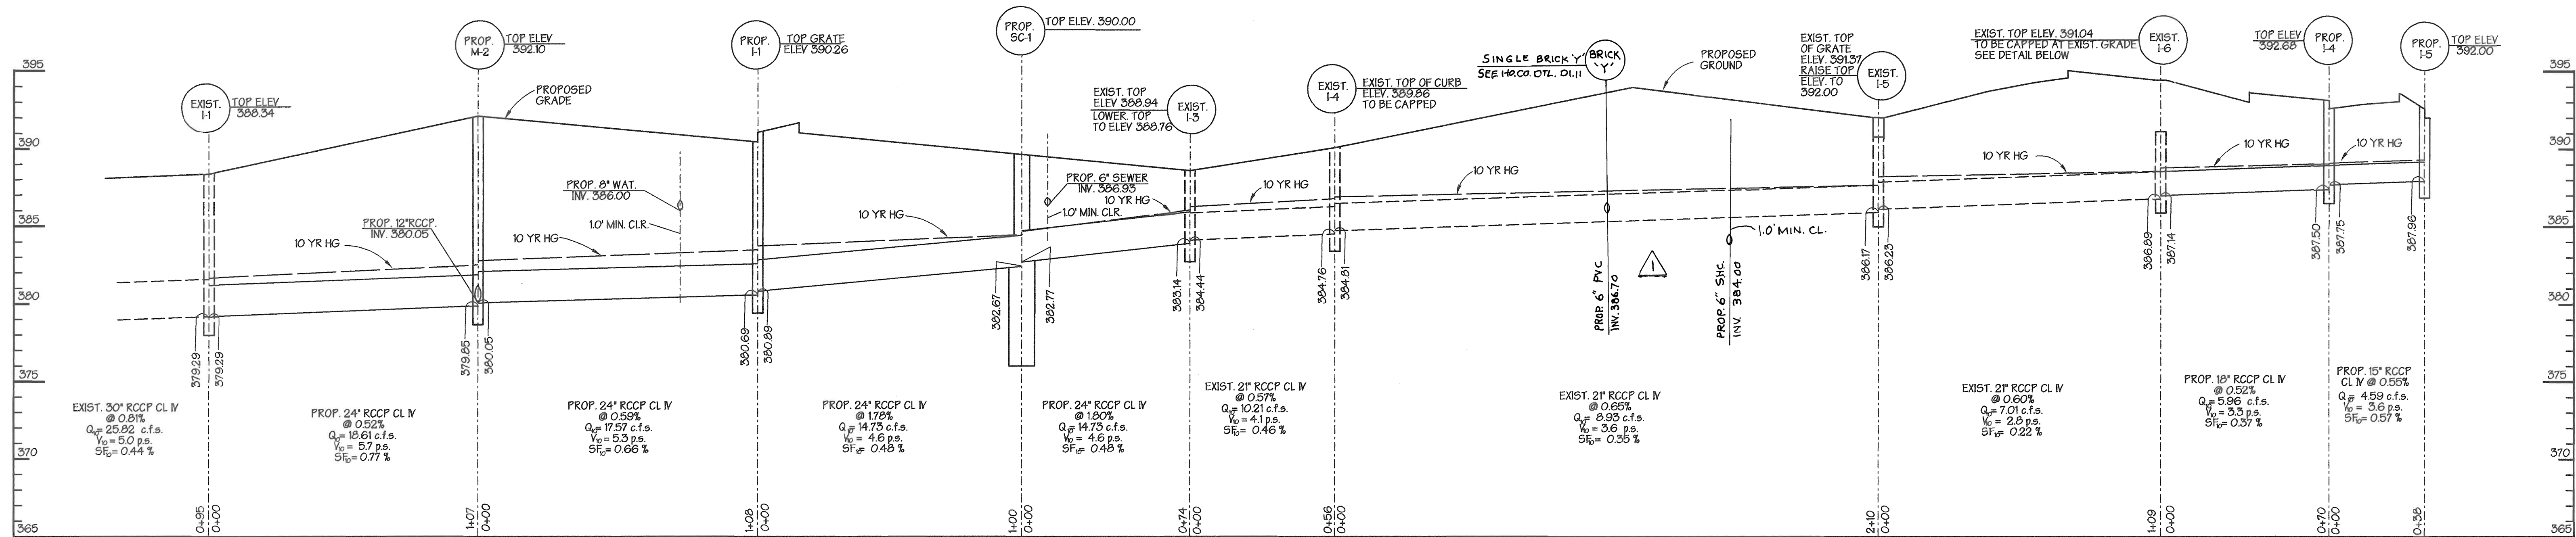 395
390
385
380
375
370
365
EXIST.
I-1
TOP ELEV
388.34
PROP.
M-2
TOP ELEV
392.10
PROPOSED
GRADE
PROP.
I-1
TOP GRATE
ELEV 390.26
PROP.
SC-1
TOP ELEV. 390.00
EXIST. TOP
ELEV 388.94
LOWER. TOP
TO ELEV 388.76
EXIST.
I-3
EXIST.
I-4
EXIST. TOP OF CURB
ELEV. 389.86
TO BE CAPPED
SINGLE BRICK 'Y'
SEE HO.CO. DTL. D1.11
BRICK
'Y'
PROPOSED
GROUND
EXIST. TOP
OF GRATE
ELEV. 391.37
RAISE TOP
ELEV. TO
392.00
EXIST.
I-5
EXIST. TOP ELEV. 391.04
TO BE CAPPED AT EXIST. GRADE
SEE DETAIL BELOW
EXIST.
I-6
TOP ELEV
392.68
PROP.
I-4
PROP.
I-5
TOP ELEV
392.00
395
390
385
380
375
370
365
10 YR HG
PROP. 12" RCCP.
INV. 380.05
10 YR HG
PROP. 8" WAT.
INV. 386.00
1.0' MIN. CLR.
10 YR HG
PROP. 6" SEWER
INV. 386.93
10 YR HG
1.0' MIN. CLR.
10 YR HG
10 YR HG
PROP. 6" PVC
INV. 386.70
1
PROP. 6" SHC.
INV. 384.00
1.0' MIN. CL.
10 YR HG
10 YR HG
10 YR HG
379.29
379.29
379.85
380.05
380.69
380.89
382.67
382.77
383.14
384.44
384.76
384.81
386.17
386.23
386.89
387.14
387.50
387.75
387.96
EXIST. 30" RCCP CL IV
@ 0.81%
Q10= 25.82 c.f.s.
V10 = 5.0 p.s.
SF10= 0.44 %
PROP. 24" RCCP CL IV
@ 0.52%
Q10= 18.61 c.f.s.
V10 = 5.7 p.s.
SF10= 0.77 %
PROP. 24" RCCP CL IV
@ 0.59%
Q10= 17.57 c.f.s.
V10 = 5.3 p.s.
SF10= 0.66 %
PROP. 24" RCCP CL IV
@ 1.78%
Q10= 14.73 c.f.s.
V10 = 4.6 p.s.
SF10= 0.48 %
PROP. 24" RCCP CL IV
@ 1.80%
Q10= 14.73 c.f.s.
V10 = 4.6 p.s.
SF10= 0.48 %
EXIST. 21" RCCP CL IV
@ 0.57%
Q10= 10.21 c.f.s.
V10 = 4.1 p.s.
SF10= 0.46 %
EXIST. 21" RCCP CL IV
@ 0.65%
Q10= 8.93 c.f.s.
V10 = 3.6 p.s.
SF10= 0.35 %
EXIST. 21" RCCP CL IV
@ 0.60%
Q10= 7.01 c.f.s.
V10 = 2.8 p.s.
SF10= 0.22 %
PROP. 18" RCCP CL IV
@ 0.52%
Q10= 5.96 c.f.s.
V10 = 3.3 p.s.
SF10= 0.37 %
PROP. 15" RCCP
CL IV @ 0.55%
Q10= 4.59 c.f.s.
V10 = 3.6 p.s.
SF10= 0.57 %
0+95
0+00
1+07
0+00
1+08
0+00
1+00
0+00
0+74
0+00
0+56
0+00
2+10
0+00
1+09
0+00
0+70
0+00
0+38